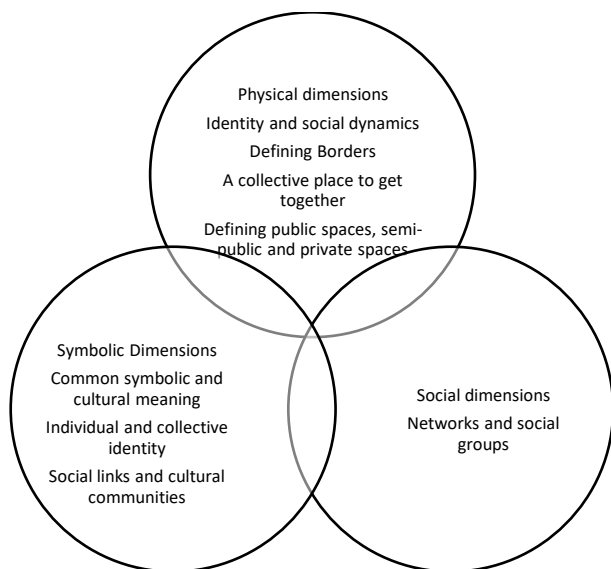 Physical dimensions
Identity and social dynamics
Defining Borders
A collective place to get
together
Defining public spaces, semi-
public and private spaces
Symbolic Dimensions
Common symbolic and
cultural meaning
Individual and collective
identity
Social links and cultural
communities
Social dimensions
Networks and social
groups